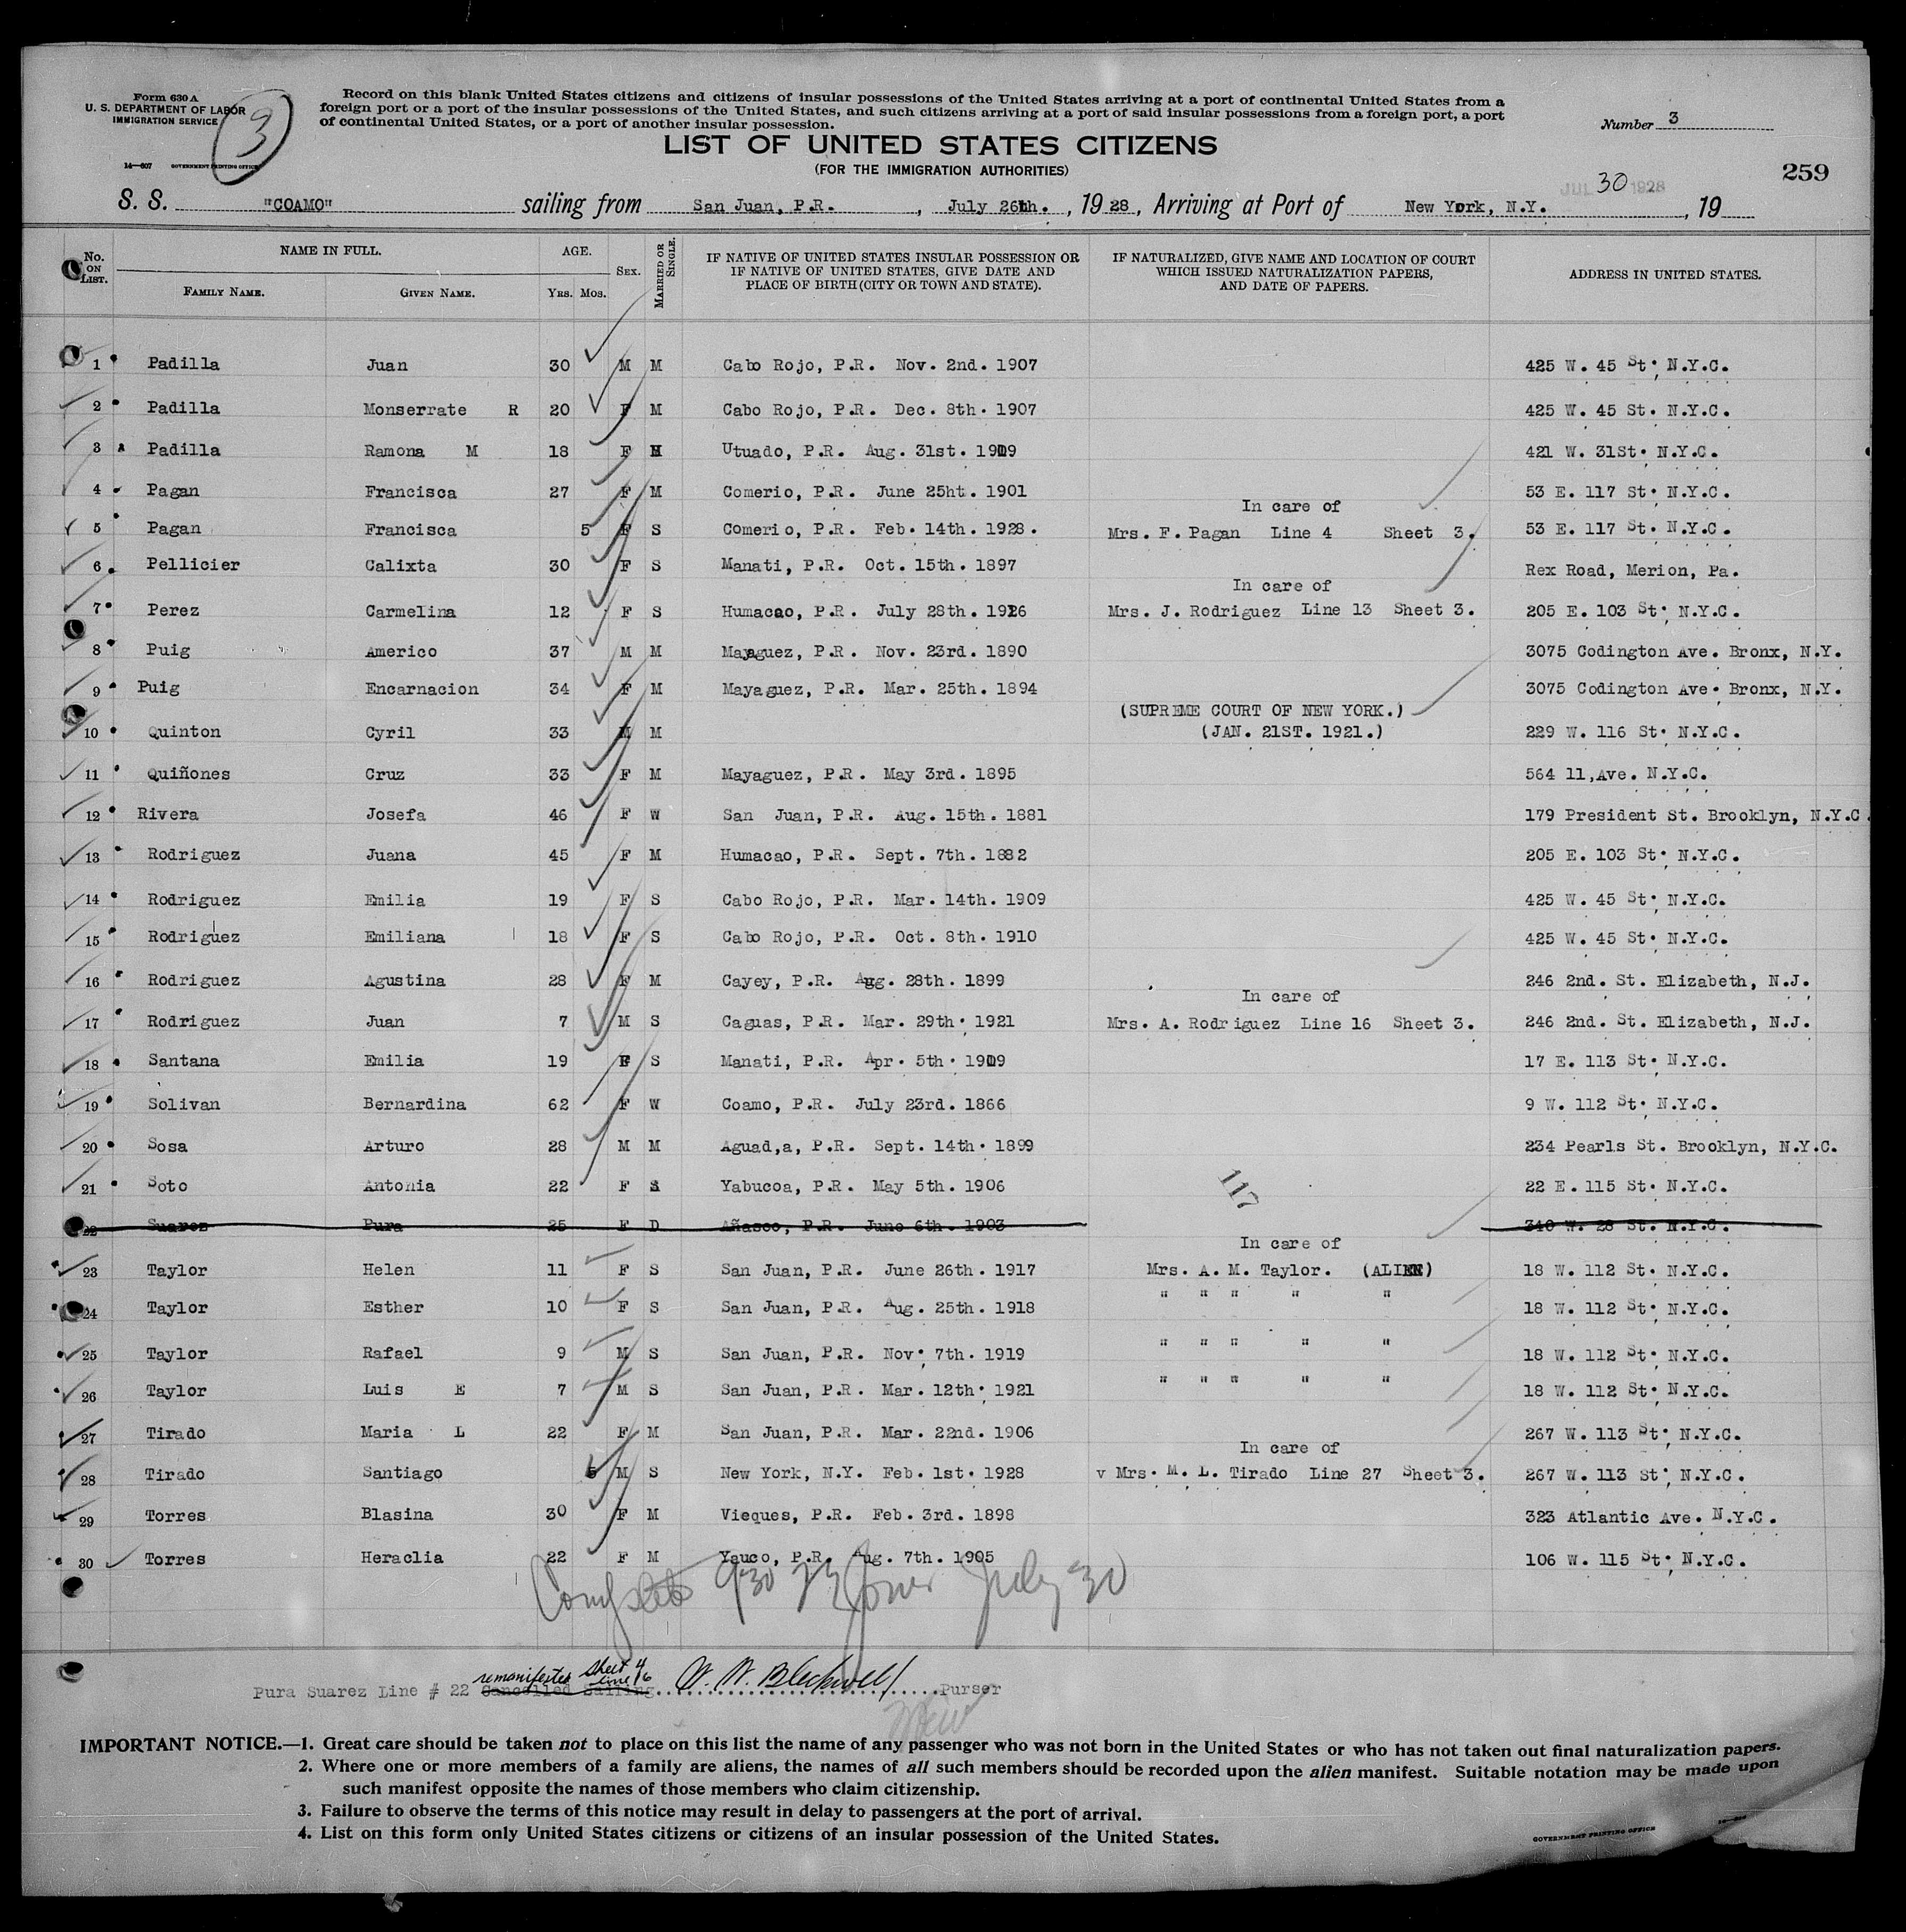 Form 630 A
U. S. DEPARTMENT OF LABOR
IMMIGRATION SERVICE
3
14—607 GOVERNMENT PRINTING OFFICE
Record on this blank United States citizens and citizens of insular possessions of the United States arriving at a port of continental United States from a
foreign port or a port of the insular possessions of the United States, and such citizens arriving at a port of said insular possessions from a foreign port, a port
of continental United States, or a port of another insular possession.
Number 3
LIST OF UNITED STATES CITIZENS
(FOR THE IMMIGRATION AUTHORITIES)
259
JUL 30 1928
S. S. "COAMO" sailing from San Juan, P.R. , July 26th. , 1928 , Arriving at Port of New York, N.Y. , 19
No. ON LIST. NAME IN FULL. FAMILY NAME. GIVEN NAME. AGE. YRS. MOS. SEX. MARRIED OR SINGLE. IF NATIVE OF UNITED STATES INSULAR POSSESSION OR IF NATIVE OF UNITED STATES, GIVE DATE AND PLACE OF BIRTH (CITY OR TOWN AND STATE). IF NATURALIZED, GIVE NAME AND LOCATION OF COURT WHICH ISSUED NATURALIZATION PAPERS, AND DATE OF PAPERS. ADDRESS IN UNITED STATES.
1 Padilla Juan 30 M M Cabo Rojo, P.R. Nov. 2nd. 1907 425 W. 45 St. N.Y.C.
2 Padilla Monserrate R 20 F M Cabo Rojo, P.R. Dec. 8th. 1907 425 W. 45 St. N.Y.C.
3 Padilla Ramona M 18 F M Utuado, P.R. Aug. 31st. 1909 421 W. 31St. N.Y.C.
4 Pagan Francisca 27 F M Comerio, P.R. June 25ht. 1901 53 E. 117 St. N.Y.C.
In care of
5 Pagan Francisca 5 F S Comerio, P.R. Feb. 14th. 1928. Mrs. F. Pagan Line 4 Sheet 3. 53 E. 117 St. N.Y.C.
6 Pellicier Calixta 30 F S Manati, P.R. Oct. 15th. 1897 Rex Road, Merion, Pa.
In care of
7 Perez Carmelina 12 F S Humacao, P.R. July 28th. 1916 Mrs. J. Rodriguez Line 13 Sheet 3. 205 E. 103 St. N.Y.C.
8 Puig Americo 37 M M Mayaguez, P.R. Nov. 23rd. 1890 3075 Codington Ave. Bronx, N.Y.
9 Puig Encarnacion 34 F M Mayaguez, P.R. Mar. 25th. 1894 3075 Codington Ave. Bronx, N.Y.
(SUPREME COURT OF NEW YORK.)
10 Quinton Cyril 33 M M (JAN. 21ST. 1921.) 229 W. 116 St. N.Y.C.
11 Quiñones Cruz 33 F M Mayaguez, P.R. May 3rd. 1895 564 11,Ave. N.Y.C.
12 Rivera Josefa 46 F W San Juan, P.R. Aug. 15th. 1881 179 President St. Brooklyn, N.Y.C.
13 Rodriguez Juana 45 F M Humacao, P.R. Sept. 7th. 1882 205 E. 103 St. N.Y.C.
14 Rodriguez Emilia 19 F S Cabo Rojo, P.R. Mar. 14th. 1909 425 W. 45 St. N.Y.C.
15 Rodriguez Emiliana 18 F S Cabo Rojo, P.R. Oct. 8th. 1910 425 W. 45 St. N.Y.C.
16 Rodriguez Agustina 28 F M Cayey, P.R. Aug. 28th. 1899 246 2nd. St. Elizabeth, N.J.
In care of
17 Rodriguez Juan 7 M S Caguas, P.R. Mar. 29th. 1921 Mrs. A. Rodriguez Line 16 Sheet 3. 246 2nd. St. Elizabeth, N.J.
18 Santana Emilia 19 F S Manati, P.R. Apr. 5th. 1909 17 E. 113 St. N.Y.C.
19 Solivan Bernardina 62 F W Coamo, P.R. July 23rd. 1866 9 W. 112 St. N.Y.C.
20 Sosa Arturo 28 M M Aguad,a, P.R. Sept. 14th. 1899 234 Pearls St. Brooklyn, N.Y.C.
21 Soto Antonia 22 F S Yabucoa, P.R. May 5th. 1906 117 22 E. 115 St. N.Y.C.
22 Suarez Pura 25 F D Añasco, P.R. June 6th. 1903 340 W. 28 St. N.Y.C.
In care of
23 Taylor Helen 11 F S San Juan, P.R. June 26th. 1917 Mrs. A. M. Taylor. (ALIEN) 18 W. 112 St. N.Y.C.
24 Taylor Esther 10 F S San Juan, P.R. Aug. 25th. 1918 " " " " " 18 W. 112 St. N.Y.C.
25 Taylor Rafael 9 M S San Juan, P.R. Nov. 7th. 1919 " " " " " 18 W. 112 St. N.Y.C.
26 Taylor Luis E 7 M S San Juan, P.R. Mar. 12th. 1921 " " " " " 18 W. 112 St. N.Y.C.
27 Tirado Maria L 22 F M San Juan, P.R. Mar. 22nd. 1906 267 W. 113 St. N.Y.C.
In care of
28 Tirado Santiago 5 M S New York, N.Y. Feb. 1st. 1928 v Mrs. M. L. Tirado Line 27 Sheet 3. 267 W. 113 St. N.Y.C.
29 Torres Blasina 30 F M Vieques, P.R. Feb. 3rd. 1898 323 Atlantic Ave. N.Y.C.
30 Torres Heraclia 22 F M Yauco, P.R. Aug. 7th. 1905 106 W. 115 St. N.Y.C.
Complete 930 July 30
remanifested Sheet 4 line 16
Pura Suarez Line # 22 Cancelled Sailing. W. W. Blackwell Purser
IMPORTANT NOTICE.—1. Great care should be taken not to place on this list the name of any passenger who was not born in the United States or who has not taken out final naturalization papers.
2. Where one or more members of a family are aliens, the names of all such members should be recorded upon the alien manifest. Suitable notation may be made upon
such manifest opposite the names of those members who claim citizenship.
3. Failure to observe the terms of this notice may result in delay to passengers at the port of arrival.
4. List on this form only United States citizens or citizens of an insular possession of the United States.
GOVERNMENT PRINTING OFFICE